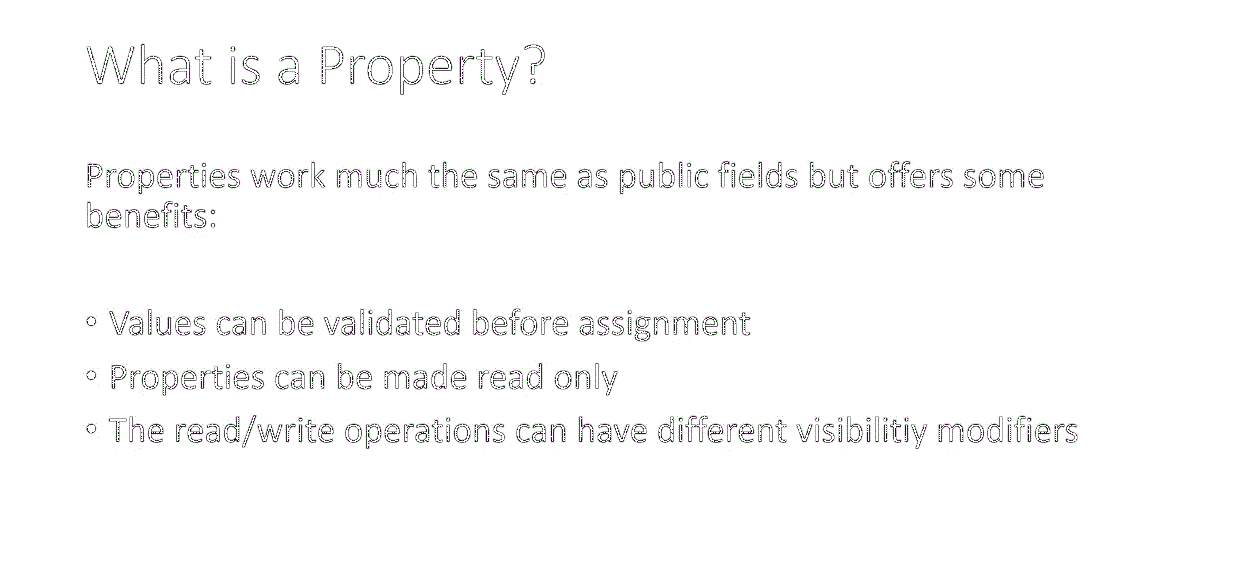 What is a Property?
Properties work much the same as public fields but offers some
benefits:
• Values can be validated before assignment
• Properties can be made read only
• The read/write operations can have different visibilitiy modifiers